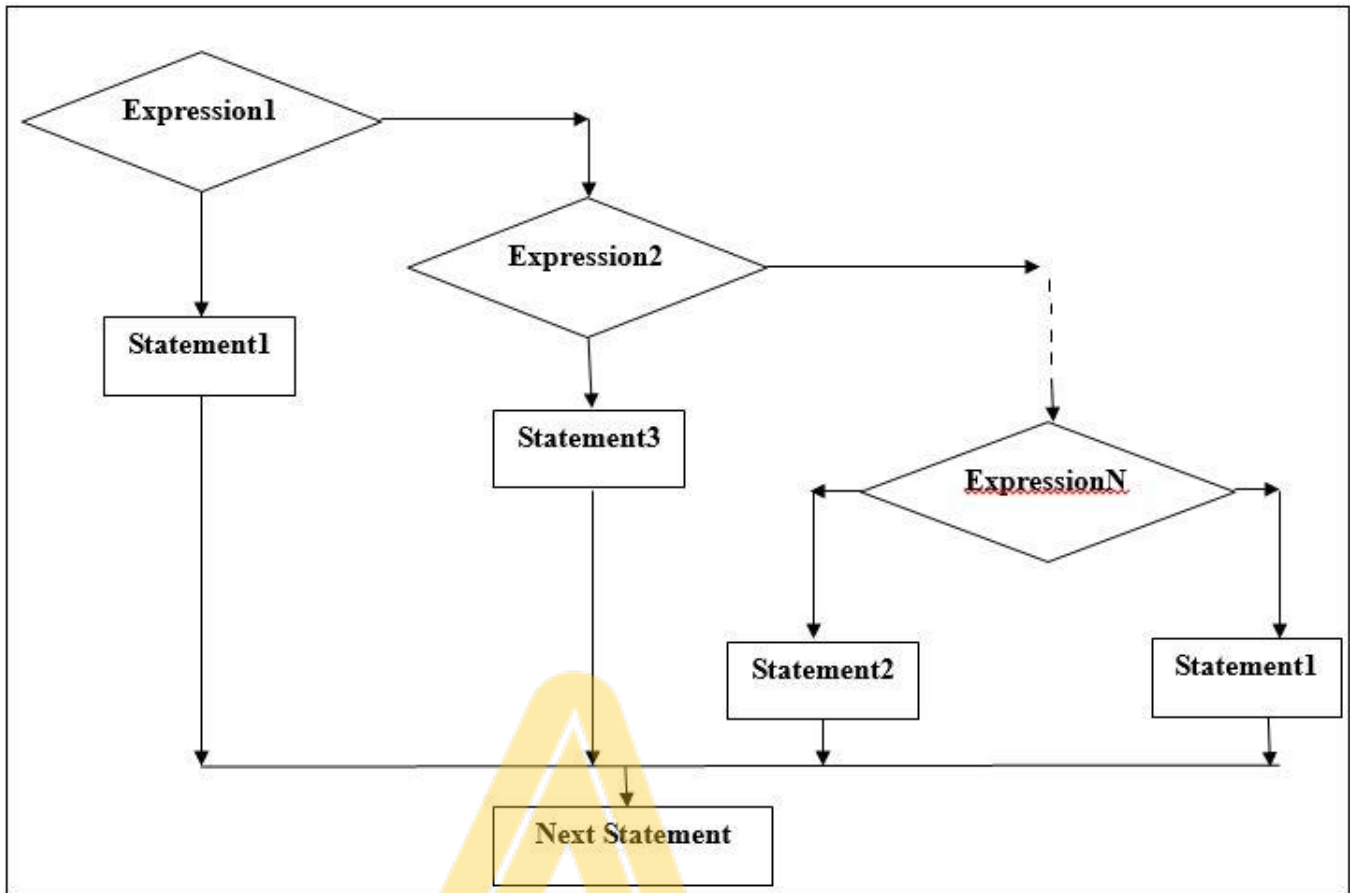 Expression1
Expression2
Statement1
Statement3
ExpressionN
Statement2
Statement1
Next Statement